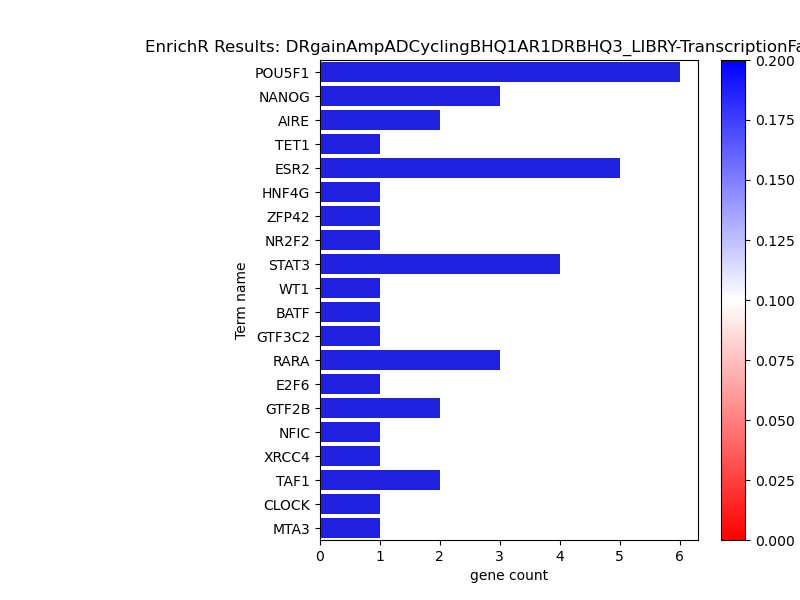 EnrichR Results: DRgainAmpADCyclingBHQ1AR1DRBHQ3_LIBRY-TranscriptionFa
POU5F1
NANOG
AIRE
TET1
ESR2
HNF4G
ZFP42
NR2F2
STAT3
WT1
BATF
GTF3C2
RARA
E2F6
GTF2B
NFIC
XRCC4
TAF1
CLOCK
MTA3
Term name
0 1 2 3 4 5 6
gene count
0.200
0.175
0.150
0.125
0.100
0.075
0.050
0.025
0.000